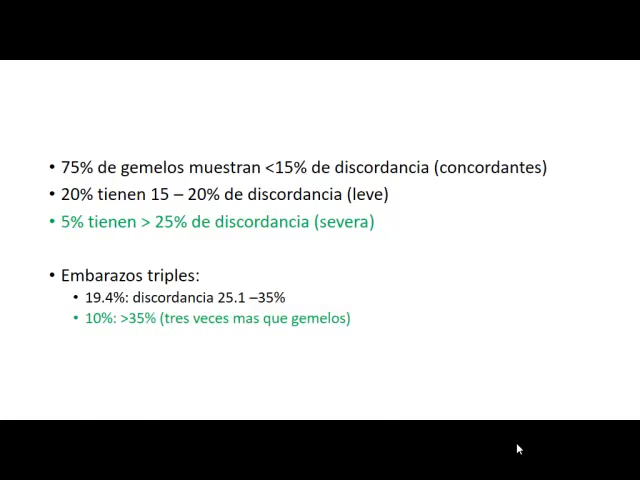 • 75% de gemelos muestran <15% de discordancia (concordantes)
• 20% tienen 15 – 20% de discordancia (leve)
• 5% tienen > 25% de discordancia (severa)
• Embarazos triples:
• 19.4%: discordancia 25.1 –35%
• 10%: >35% (tres veces mas que gemelos)